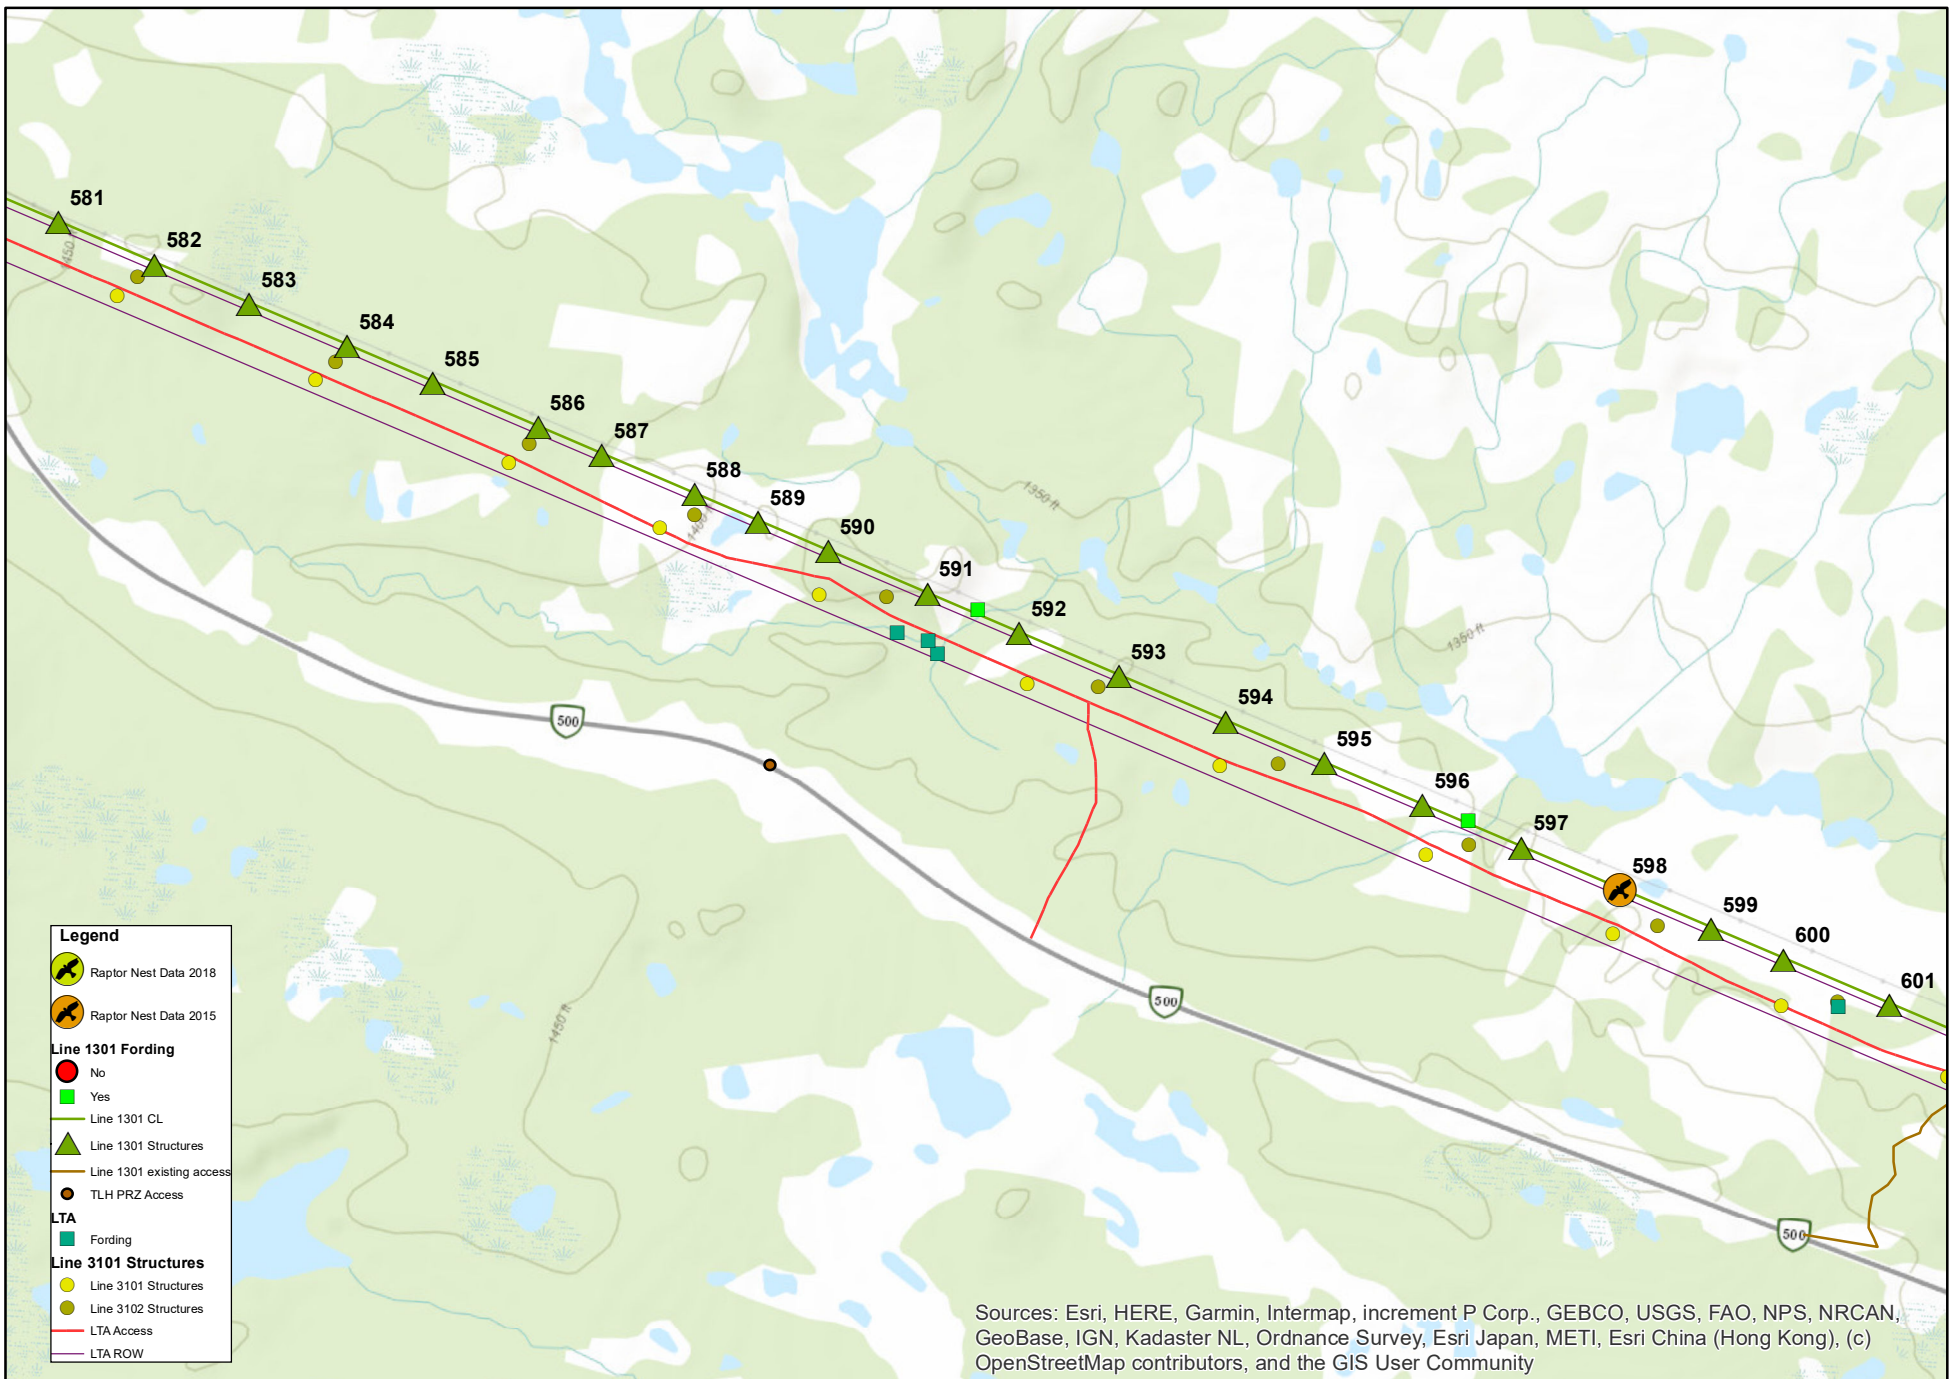 581
582
583
584
585
586
587
588
589
590
591
592
593
594
595
596
597
598
599
600
601
1450 ft
1400 ft
1350 ft
1350 ft
1450 ft
500
500
500
Legend
Raptor Nest Data 2018
Raptor Nest Data 2015
Line 1301 Fording
No
Yes
Line 1301 CL
Line 1301 Structures
Line 1301 existing access
TLH PRZ Access
LTA
Fording
Line 3101 Structures
Line 3101 Structures
Line 3102 Structures
LTA Access
LTA ROW
Sources: Esri, HERE, Garmin, Intermap, increment P Corp., GEBCO, USGS, FAO, NPS, NRCAN,
GeoBase, IGN, Kadaster NL, Ordnance Survey, Esri Japan, METI, Esri China (Hong Kong), (c)
OpenStreetMap contributors, and the GIS User Community